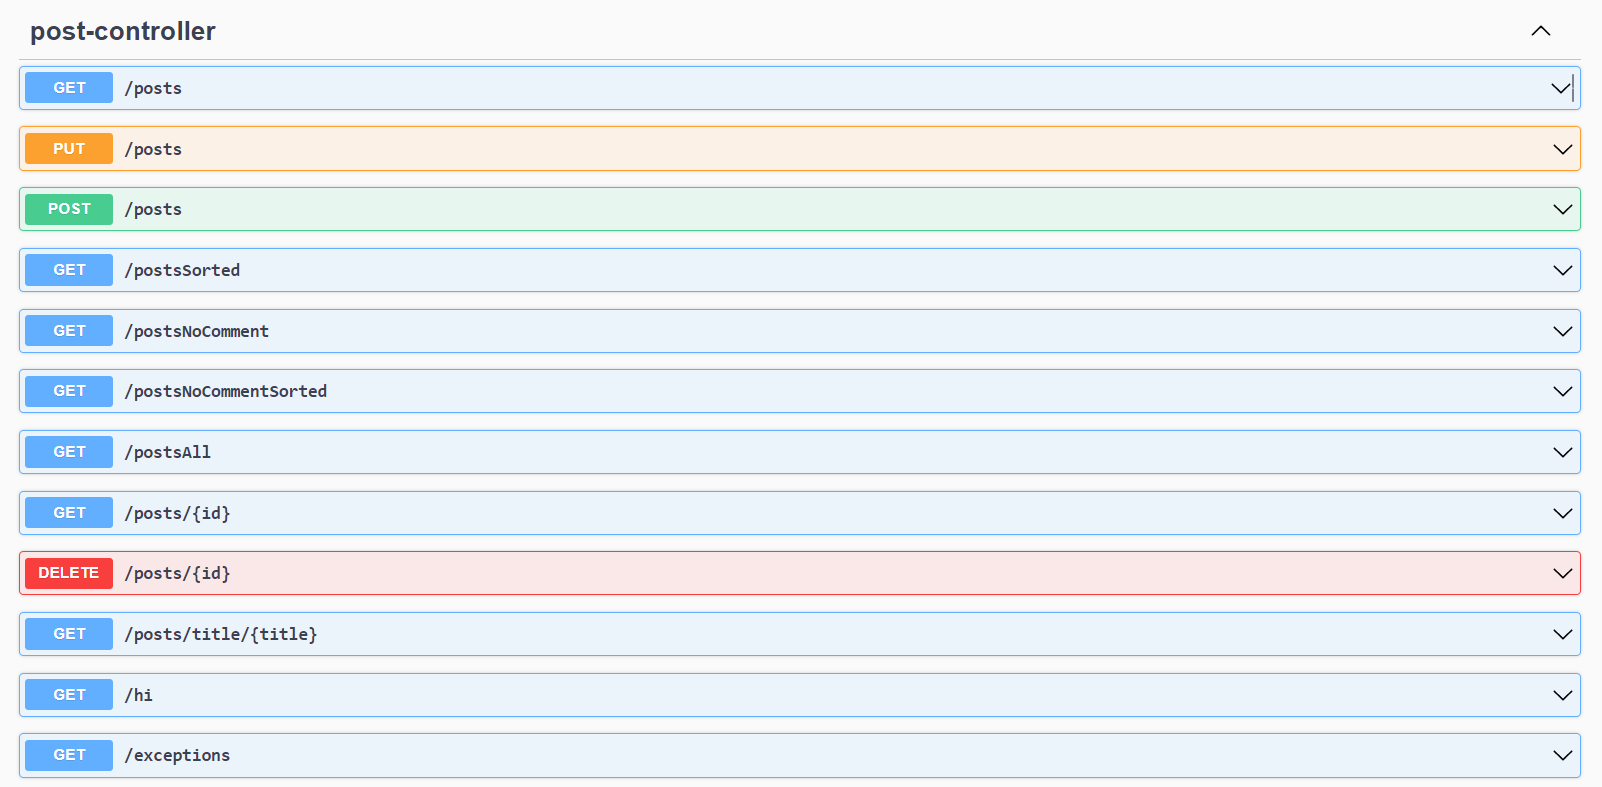 post-controller
GET /posts
PUT /posts
POST /posts
GET /postsSorted
GET /postsNoComment
GET /postsNoCommentSorted
GET /postsAll
GET /posts/{id}
DELETE /posts/{id}
GET /posts/title/{title}
GET /hi
GET /exceptions